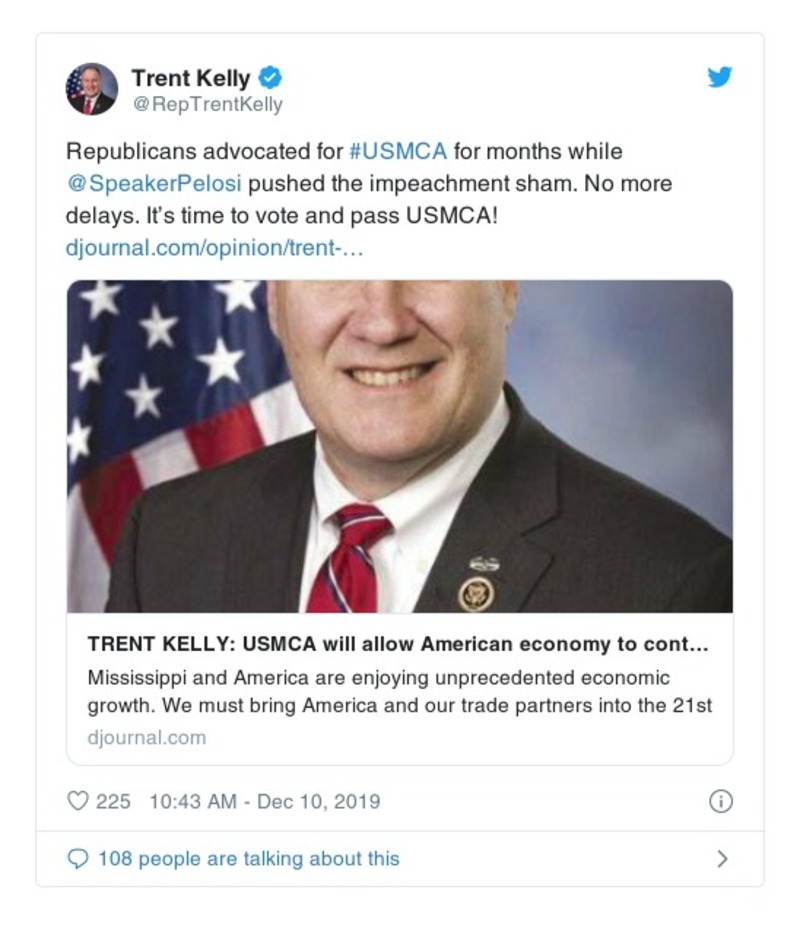 Trent Kelly
@RepTrentKelly
Republicans advocated for #USMCA for months while
@SpeakerPelosi pushed the impeachment sham. No more
delays. It’s time to vote and pass USMCA!
djournal.com/opinion/trent-…
TRENT KELLY: USMCA will allow American economy to cont…
Mississippi and America are enjoying unprecedented economic
growth. We must bring America and our trade partners into the 21st
djournal.com
225 10:43 AM - Dec 10, 2019
108 people are talking about this